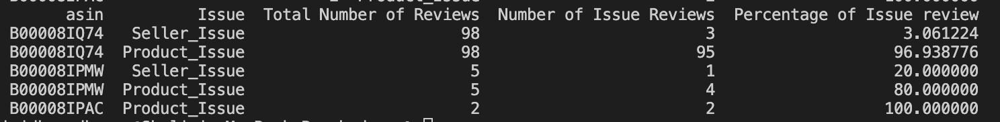 asin Issue Total Number of Reviews Number of Issue Reviews Percentage of Issue review
B00008IQ74 Seller_Issue 98 3 3.061224
B00008IQ74 Product_Issue 98 95 96.938776
B00008IPMW Seller_Issue 5 1 20.000000
B00008IPMW Product_Issue 5 4 80.000000
B00008IPAC Product_Issue 2 2 100.000000